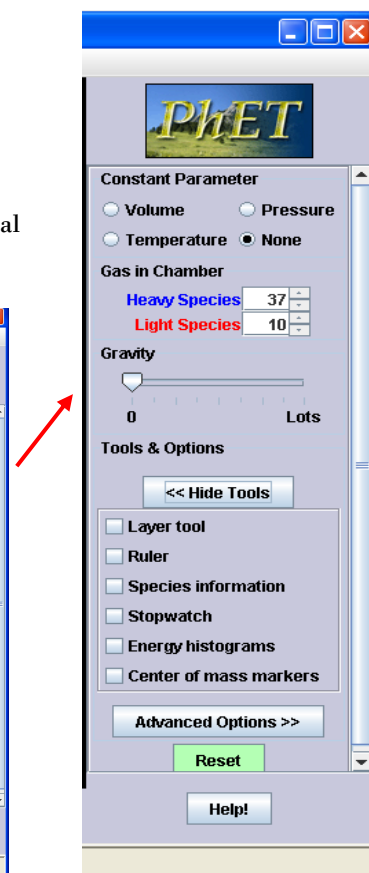 al
PhET
Constant Parameter
Volume Pressure
Temperature None
Gas in Chamber
Heavy Species 37
Light Species 10
Gravity
0 Lots
Tools & Options
<< Hide Tools
Layer tool
Ruler
Species information
Stopwatch
Energy histograms
Center of mass markers
Advanced Options >>
Reset
Help!